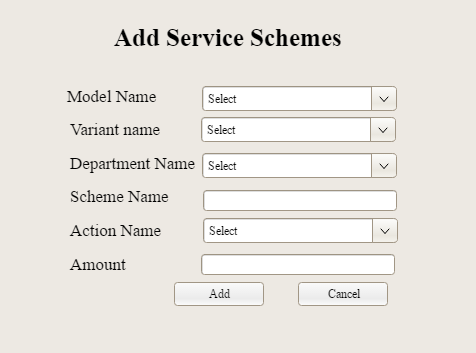 Add Service Schemes
Model Name Select
Variant name Select
Department Name Select
Scheme Name
Action Name Select
Amount
Add Cancel